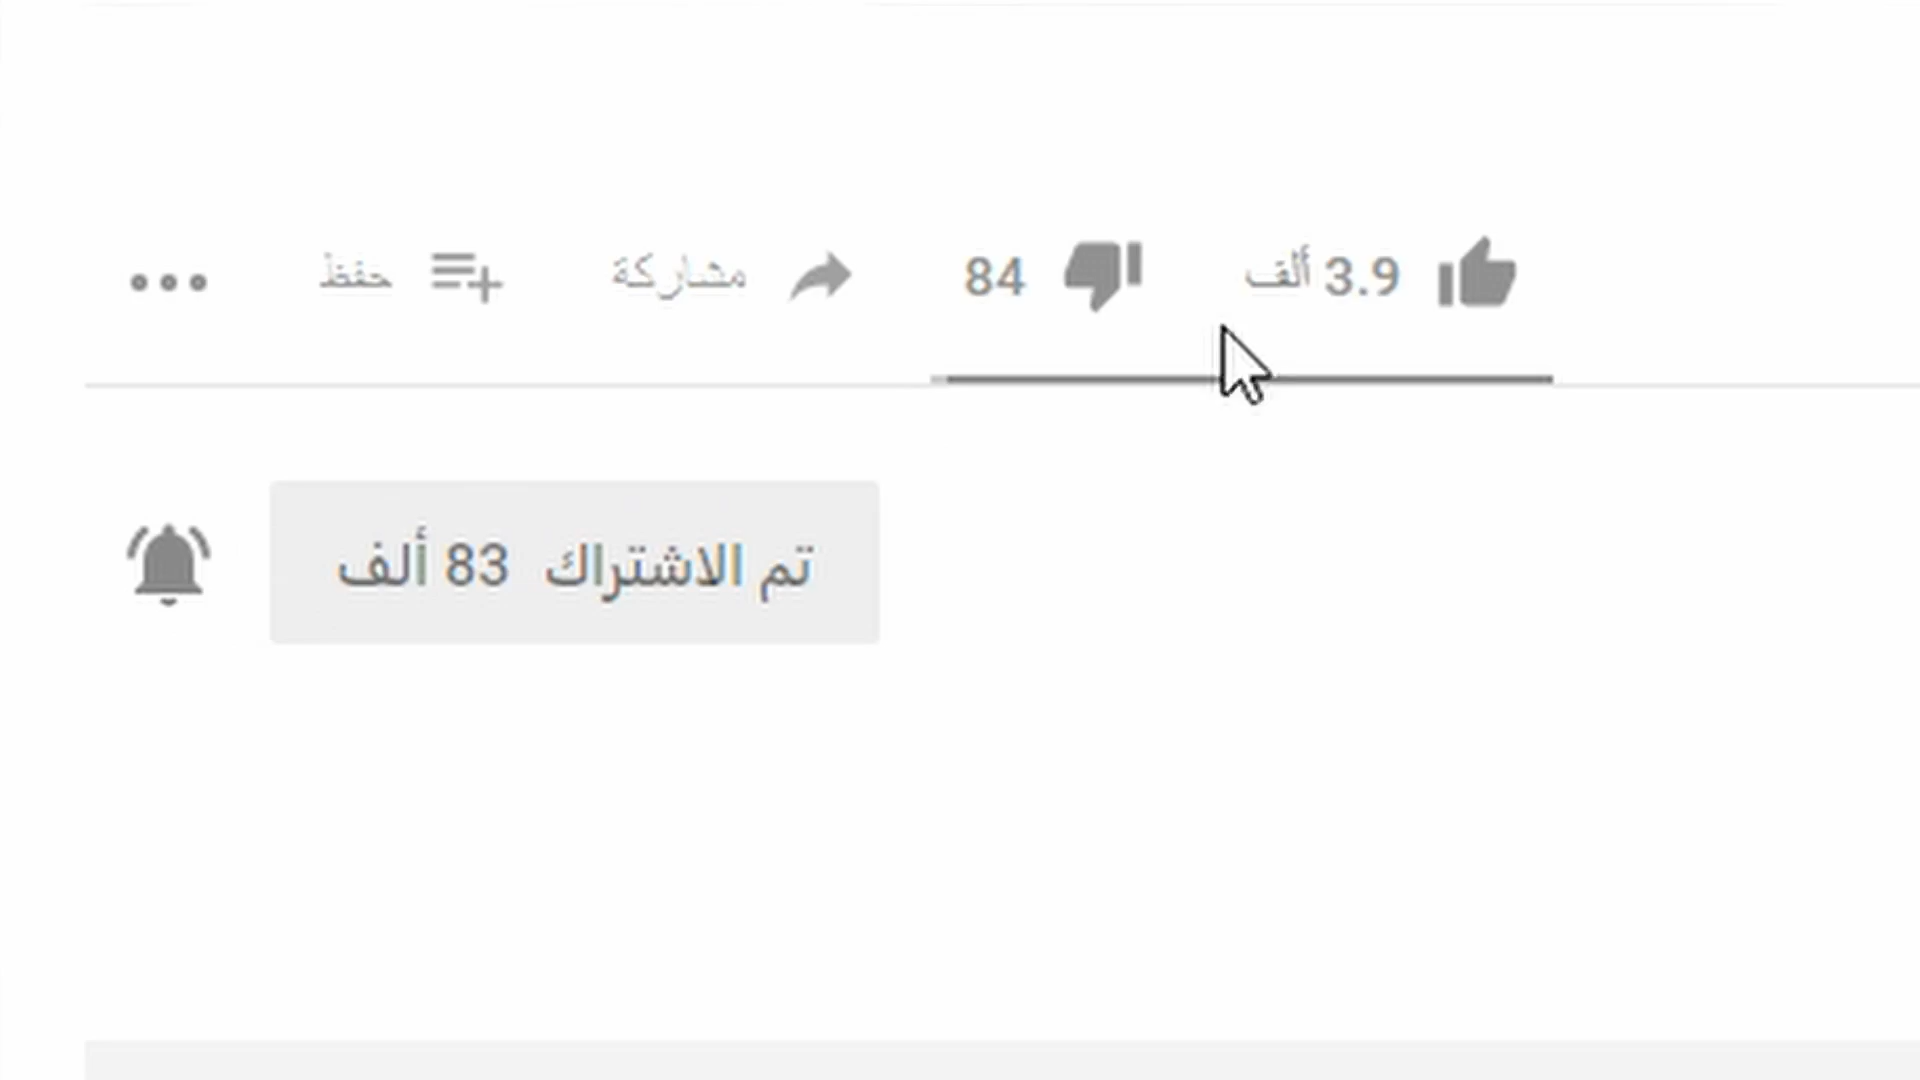 3.9 ألف 84 مشاركة حفظ
تم الاشتراك 83 ألف